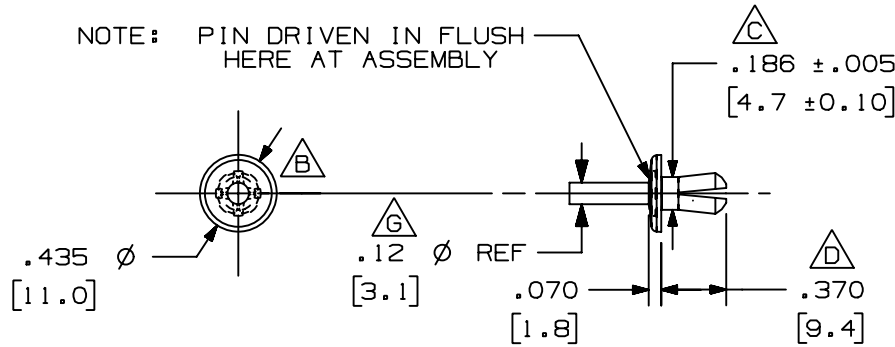 NOTE: PIN DRIVEN IN FLUSH
HERE AT ASSEMBLY
C
.186 ±.005
[4.7 ±0.10]
B
G
D
.435 Ø
[11.0]
.12 Ø REF
[3.1]
.070
[1.8]
.370
[9.4]